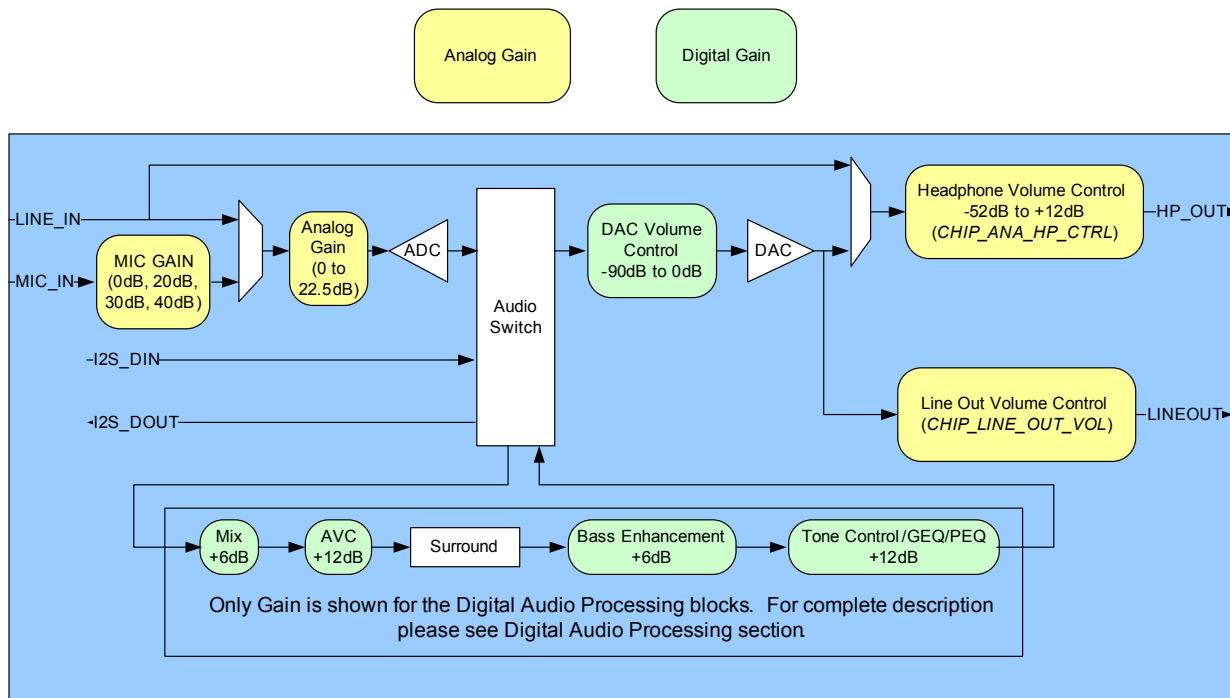 Analog Gain
Digital Gain
LINE_IN
MIC_IN
MIC GAIN
(0dB, 20dB,
30dB, 40dB)
Analog
Gain
(0 to
22.5dB)
ADC
Audio
Switch
DAC Volume
Control
-90dB to 0dB
DAC
Headphone Volume Control
-52dB to +12dB
(CHIP_ANA_HP_CTRL)
HP_OUT
I2S_DIN
I2S_DOUT
Line Out Volume Control
(CHIP_LINE_OUT_VOL)
LINEOUT
Mix
+6dB
AVC
+12dB
Surround
Bass Enhancement
+6dB
Tone Control/GEQ/PEQ
+12dB
Only Gain is shown for the Digital Audio Processing blocks. For complete description
please see Digital Audio Processing section.